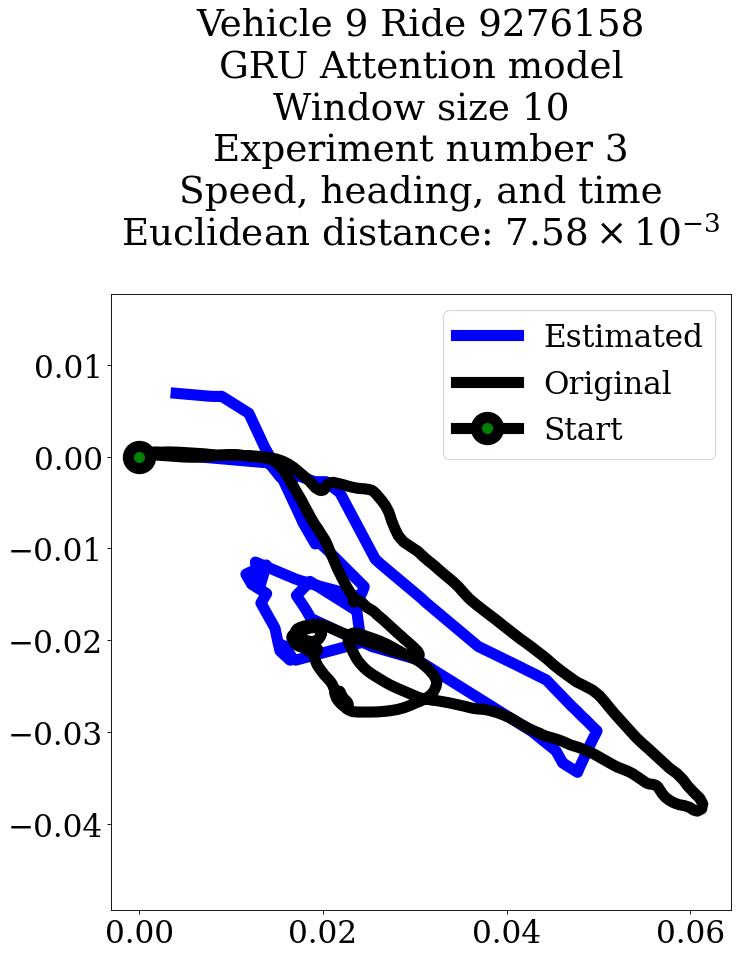 Vehicle 9 Ride 9276158
GRU Attention model
Window size 10
Experiment number 3
Speed, heading, and time
Euclidean distance: 7.58 × 10⁻³
Estimated
Original
Start
0.01
0.00
−0.01
−0.02
−0.03
−0.04
0.00 0.02 0.04 0.06